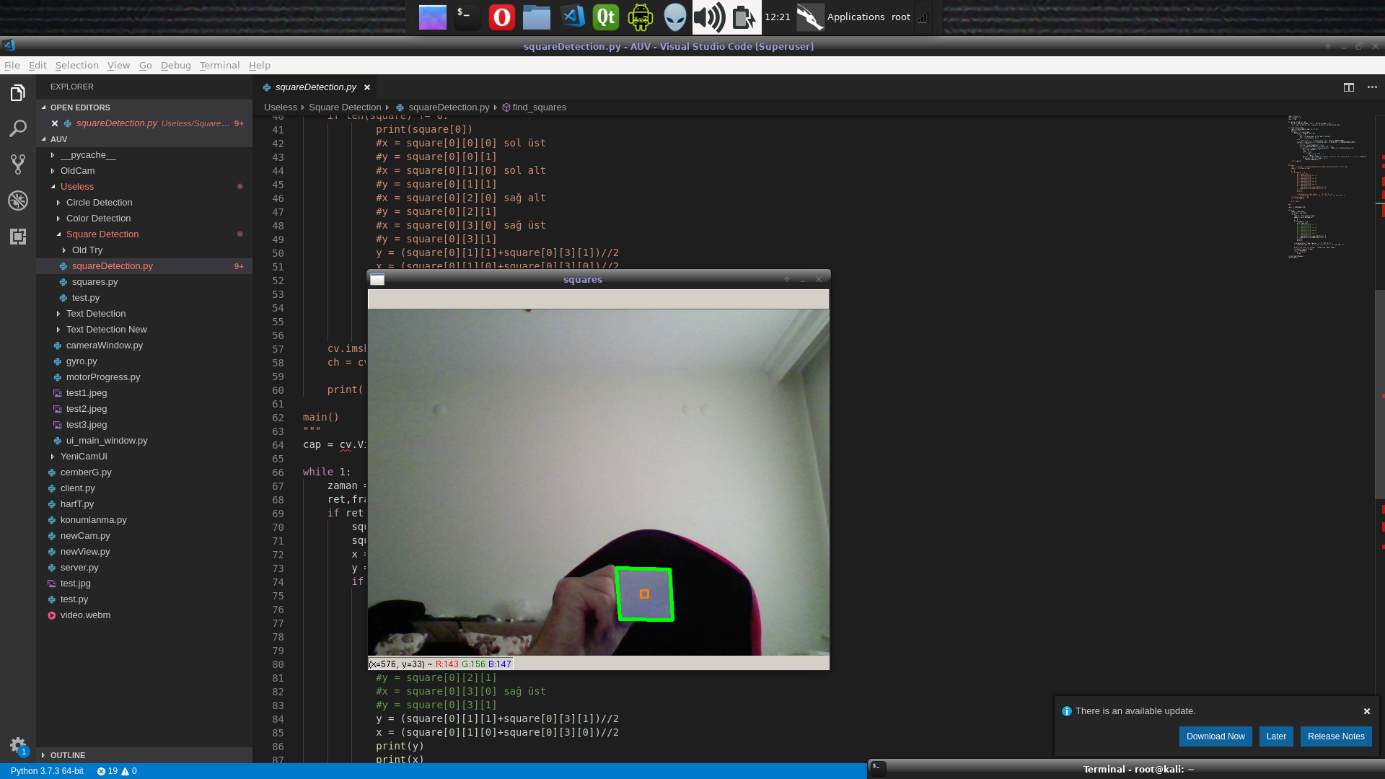 12:21 Applications root
squareDetection.py - AUV - Visual Studio Code [Superuser]
File Edit Selection View Go Debug Terminal Help
EXPLORER
OPEN EDITORS
squareDetection.py Useless/Square... 9+
AUV
__pycache__
OldCam
Useless
Circle Detection
Color Detection
Square Detection
Old Try
squareDetection.py 9+
squares.py
test.py
Text Detection
Text Detection New
cameraWindow.py
gyro.py
motorProgress.py
test1.jpeg
test2.jpeg
test3.jpeg
ui_main_window.py
YeniCamUi
cemberG.py
client.py
harfT.py
konumlanma.py
newCam.py
newView.py
server.py
test.jpg
test.py
video.webm
OUTLINE
squareDetection.py
Useless Square Detection squareDetection.py find_squares
40 if len(square) != 0:
41 print(square[0])
42 #x = square[0][0][0] sol üst
43 #y = square[0][0][1]
44 #x = square[0][1][0] sol alt
45 #y = square[0][1][1]
46 #x = square[0][2][0] sağ alt
47 #y = square[0][2][1]
48 #x = square[0][3][0] sağ üst
49 #y = square[0][3][1]
50 y = (square[0][1][1]+square[0][3][1])//2
51 x = (square[0][1][0]+square[0][3][0])//2
52
53
54
55
56
57 cv.imsh
58 ch = cv
59
60 print(
61
62 main()
63 """
64 cap = cv.Vi
65
66 while 1:
67 zaman =
68 ret,fra
69 if ret
70 squ
71 squ
72 x =
73 y =
74 if
75
76
77
78
79
80
81 #y = square[0][2][1]
82 #x = square[0][3][0] sağ üst
83 #y = square[0][3][1]
84 y = (square[0][1][1]+square[0][3][1])//2
85 x = (square[0][1][0]+square[0][3][0])//2
86 print(y)
87 print(x)
squares
(x=576, y=33) ~ R:143 G:156 B:147
There is an available update.
Download Now Later Release Notes
1
Python 3.7.3 64-bit 19 0
Terminal - root@kali: ~